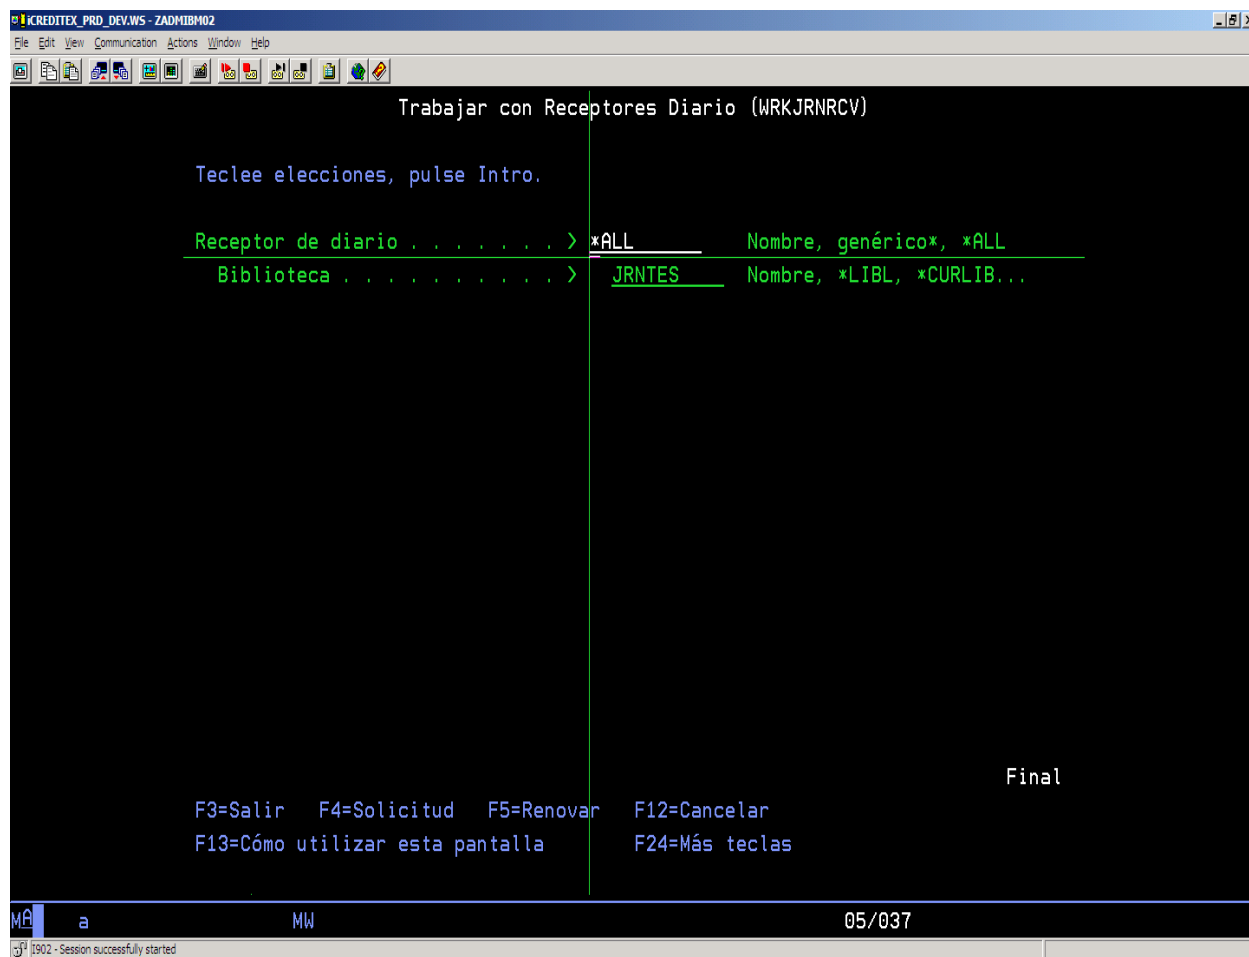 iCREDITEX_PRD_DEV.WS - ZADMIBM02
File Edit View Communication Actions Window Help
Trabajar con Receptores Diario (WRKJRNRCV)
Teclee elecciones, pulse Intro.
Receptor de diario . . . . . . . > *ALL Nombre, genérico*, *ALL
Biblioteca . . . . . . . . . . > JRNTES Nombre, *LIBL, *CURLIB...
Final
F3=Salir F4=Solicitud F5=Renovar F12=Cancelar
F13=Cómo utilizar esta pantalla F24=Más teclas
MA a MW 05/037
I902 - Session successfully started